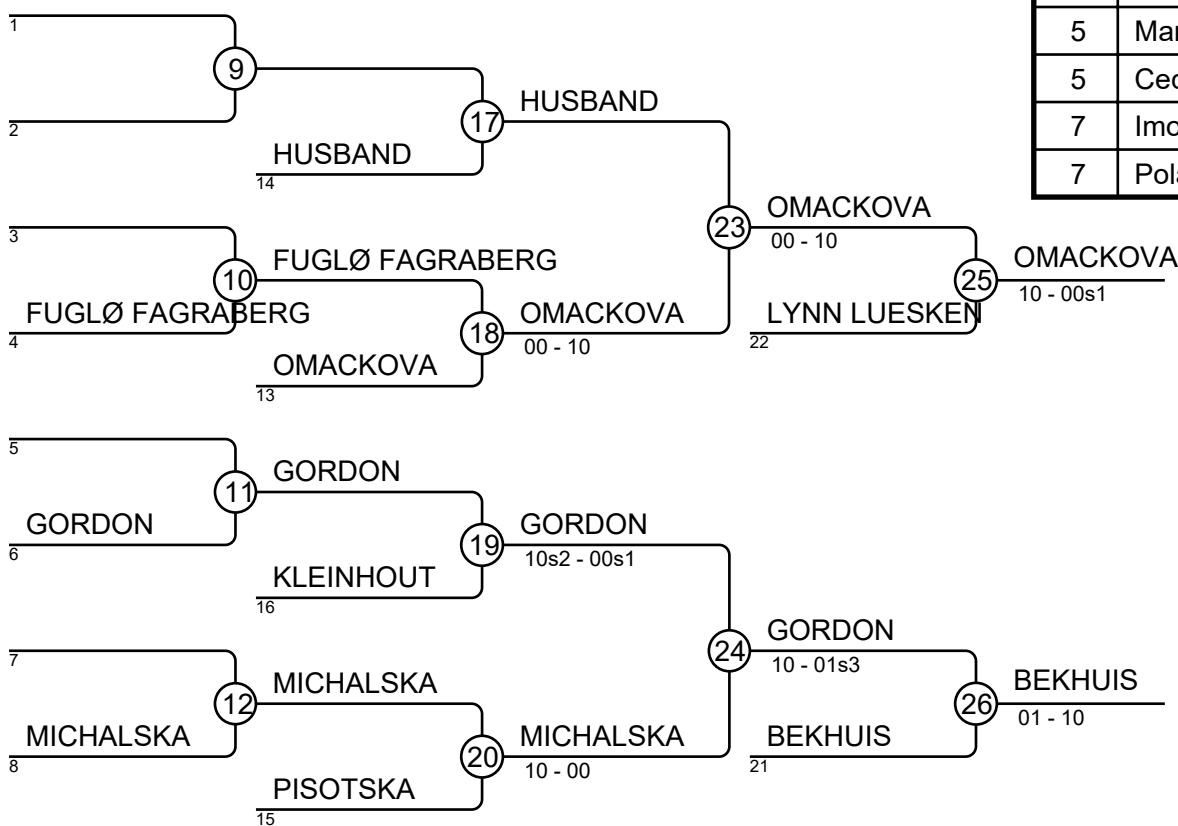 1
9
2
HUSBAND
14
17
HUSBAND
3
10
FUGLØ FAGRABERG
4
FUGLØ FAGRABERG
18
OMACKOVA
00 - 10
OMACKOVA
13
23
OMACKOVA
00 - 10
LYNN LUESKEN
22
25
OMACKOVA
10 - 00s1
5
11
GORDON
GORDON
6
19
GORDON
10s2 - 00s1
KLEINHOUT
16
7
12
MICHALSKA
MICHALSKA
8
20
MICHALSKA
10 - 00
PISOTSKA
15
24
GORDON
10 - 01s3
BEKHUIS
21
26
BEKHUIS
01 - 10
5
5
7
7